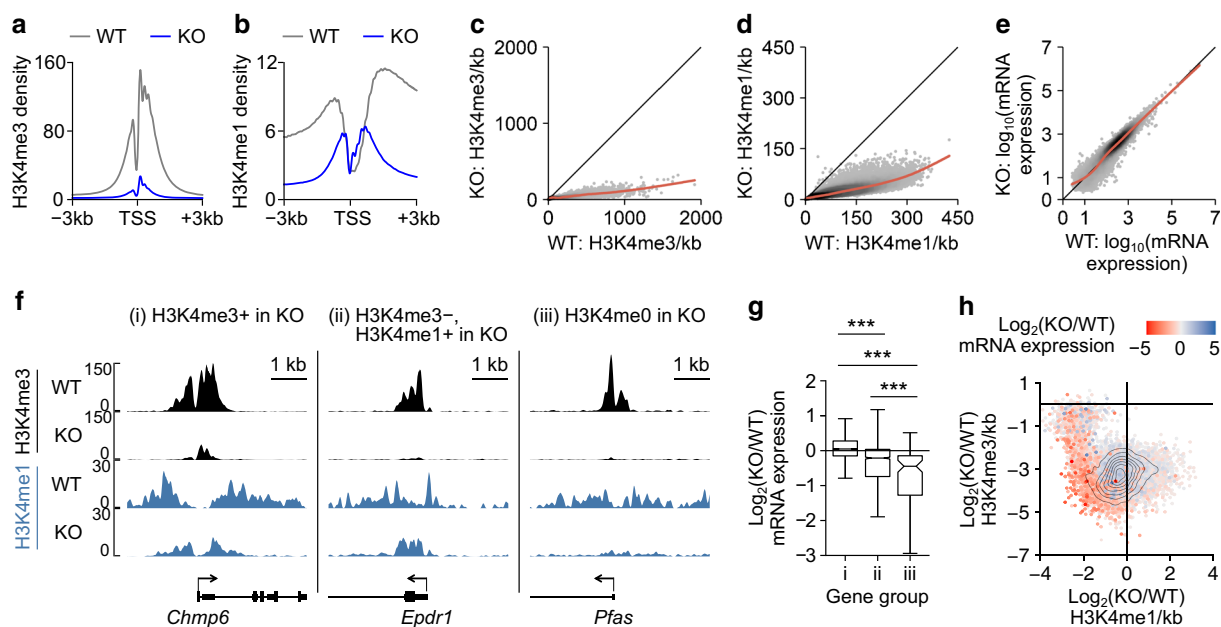 a
WT KO
H3K4me3 density
160
80
0
−3kb TSS +3kb
b
WT KO
H3K4me1 density
12
6
0
−3kb TSS +3kb
c
KO: H3K4me3/kb
2000
1000
0
0 1000 2000
WT: H3K4me3/kb
d
KO: H3K4me1/kb
450
300
150
0
0 150 300 450
WT: H3K4me1/kb
e
KO: log10(mRNA
expression)
7
5
3
1
0
0 1 3 5 7
WT: log10(mRNA
expression)
f
(i) H3K4me3+ in KO
(ii) H3K4me3−,
H3K4me1+ in KO
(iii) H3K4me0 in KO
1 kb
1 kb
1 kb
H3K4me3
WT
150
0
KO
150
0
H3K4me1
WT
30
0
KO
30
0
Chmp6
Epdr1
Pfas
g
***
***
***
Log2(KO/WT)
mRNA expression
2
1
0
−1
−2
−3
i ii iii
Gene group
h
Log2(KO/WT)
mRNA expression
−5 5
Log2(KO/WT)
H3K4me3/kb
1
−1
−3
−5
−7
−4 −2 0 2 4
Log2(KO/WT)
H3K4me1/kb